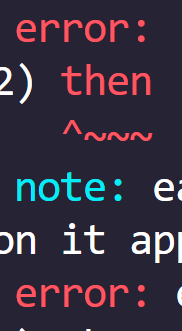 error:
2) then
^~~~
note: ea
on it app
error: